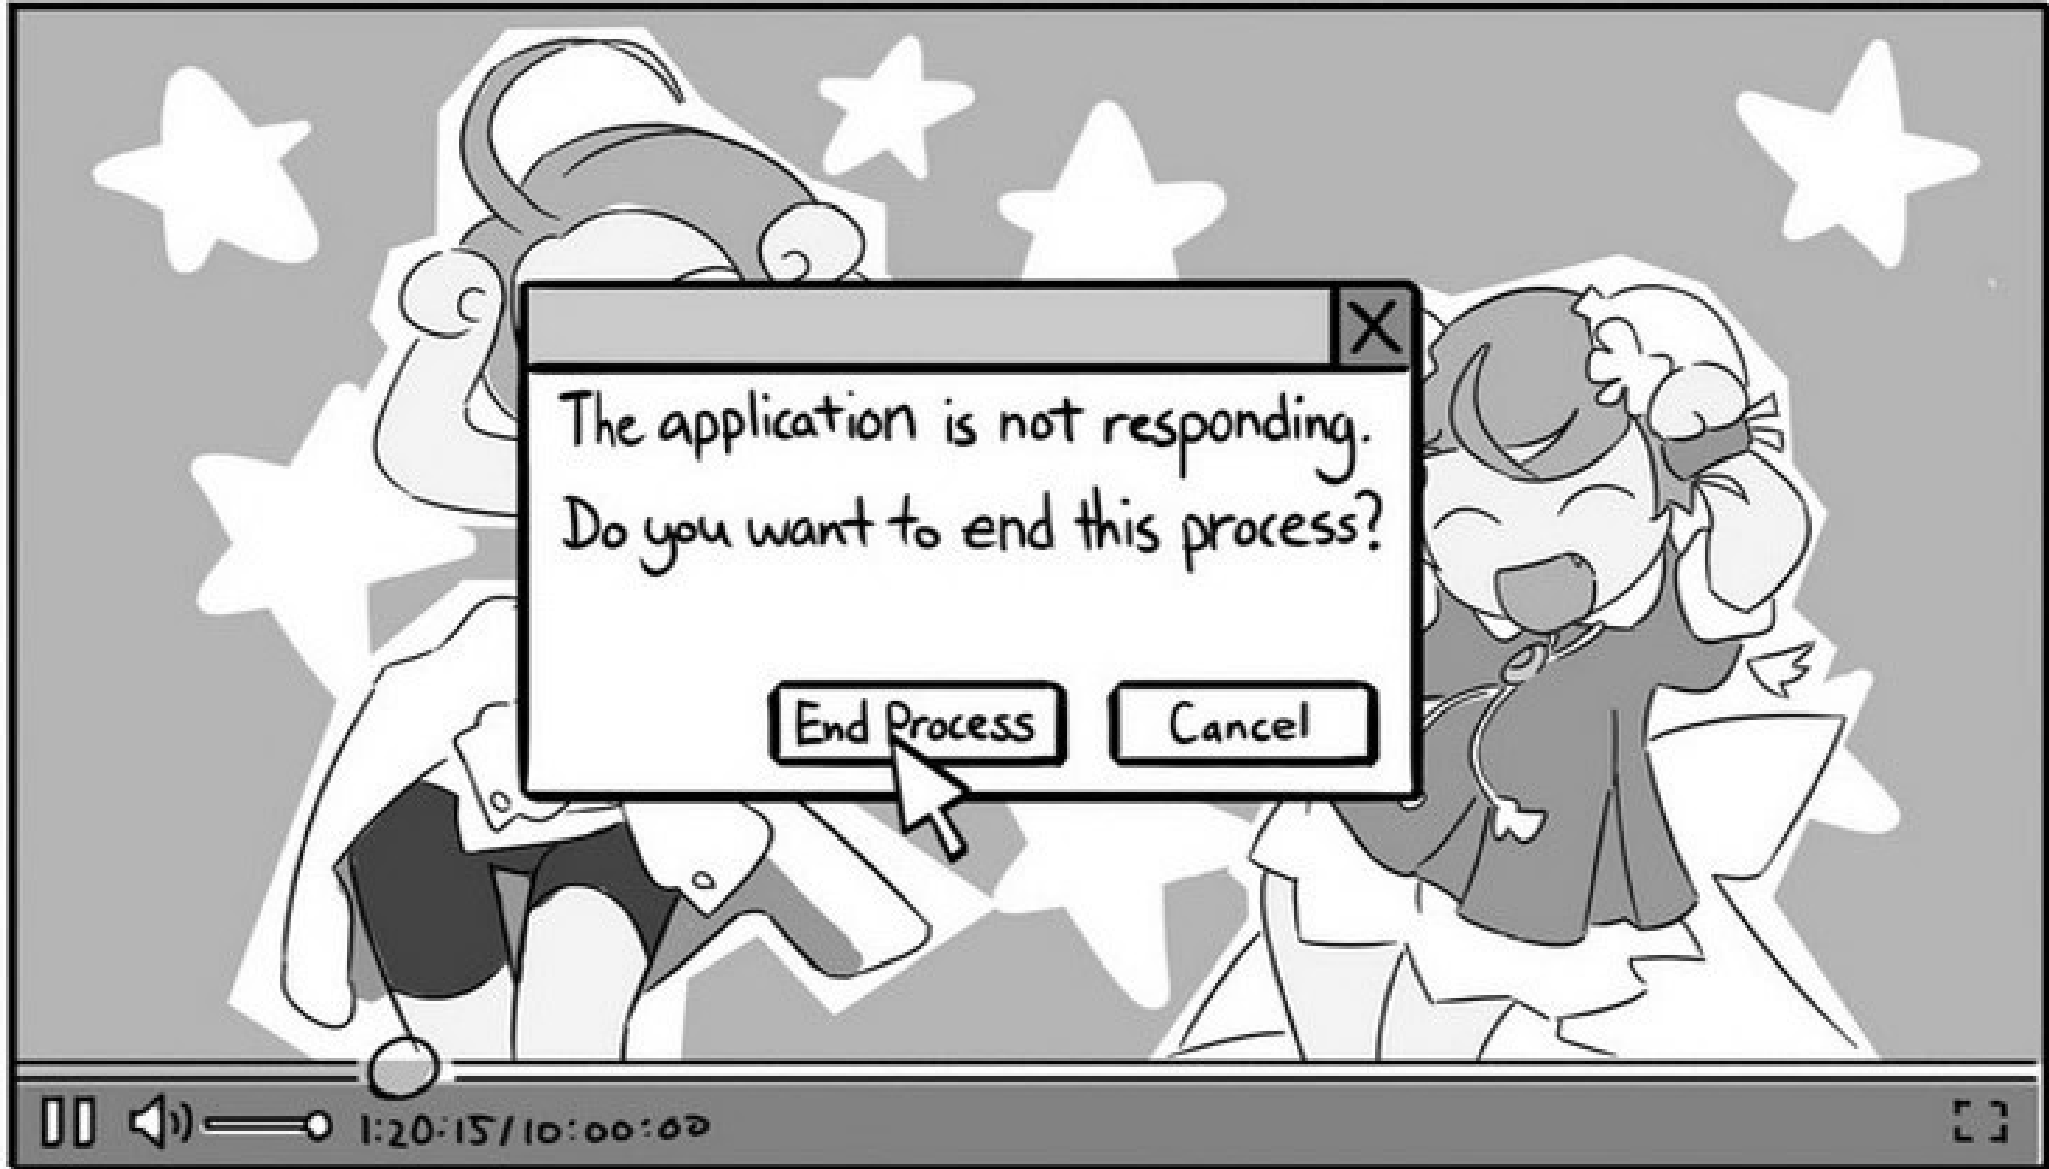 The application is not responding.
Do you want to end this process?
End Process
Cancel
1:20:15/10:00:00